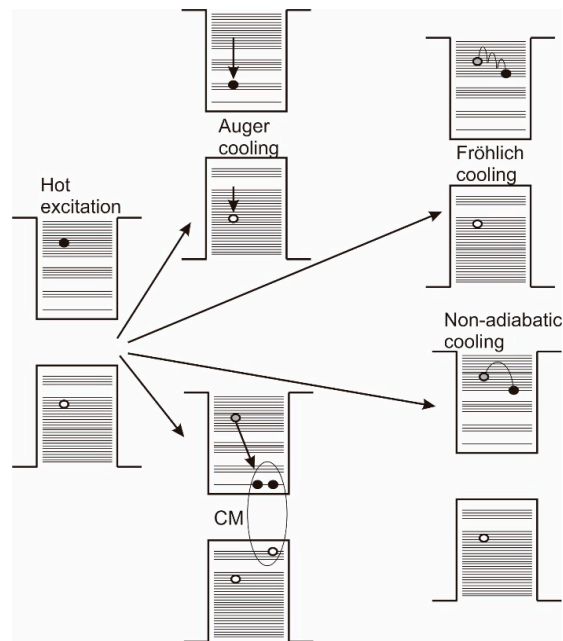 Hot
excitation
Auger
cooling
Fröhlich
cooling
Non-adiabatic
cooling
CM